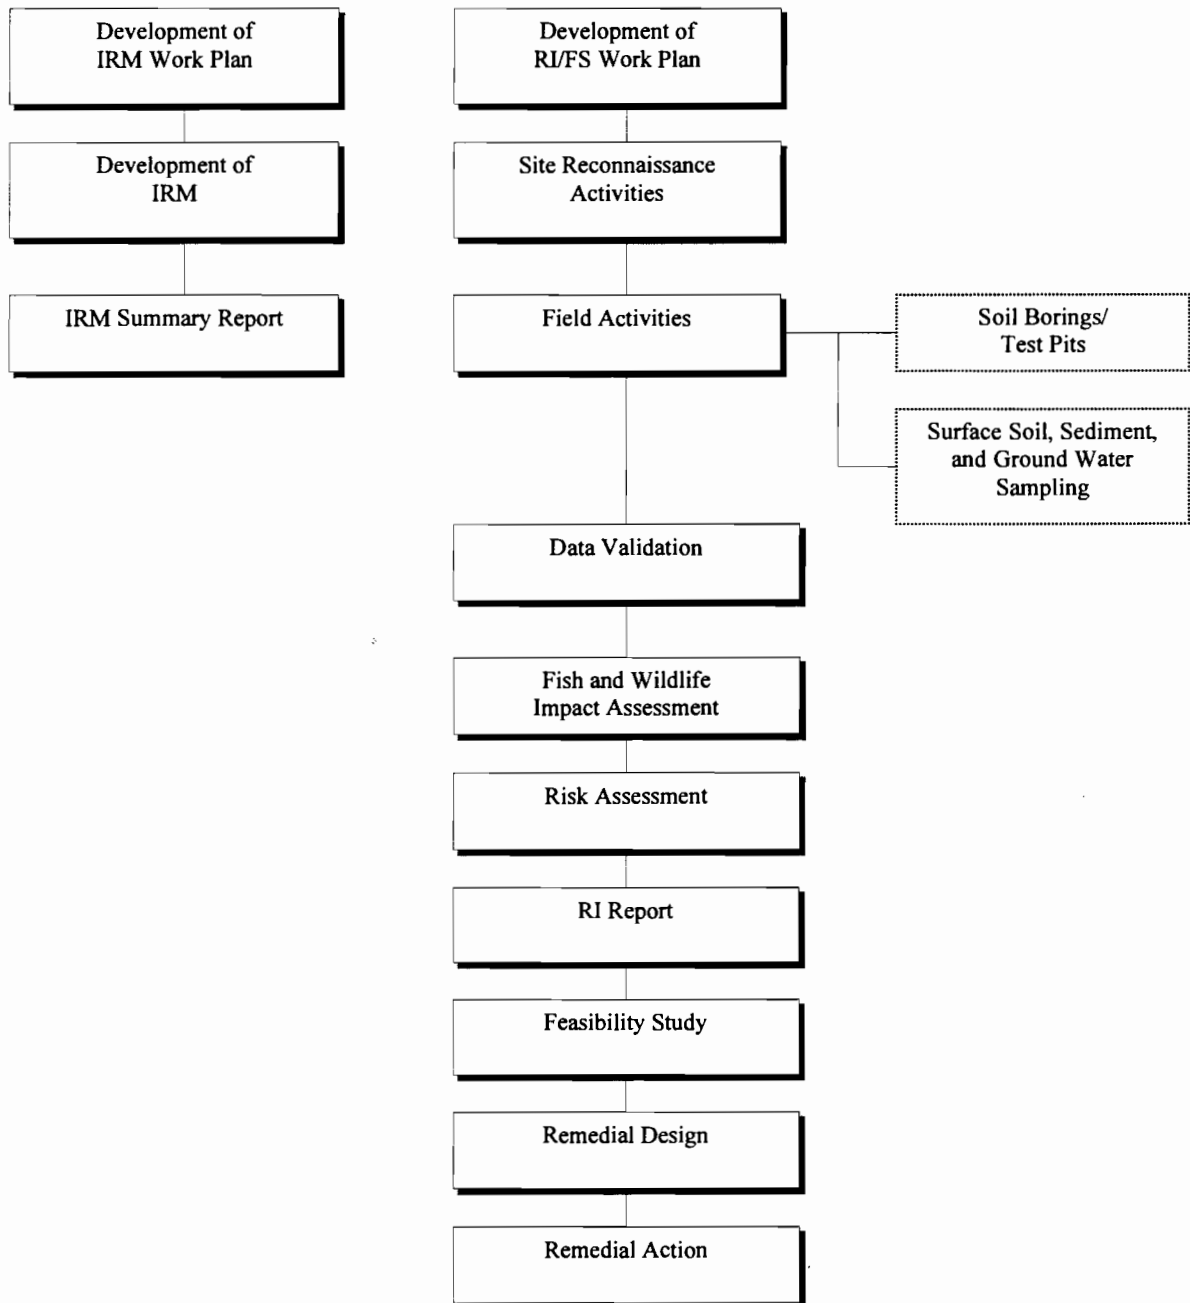 Development of
IRM Work Plan
Development of
RI/FS Work Plan
Development of
IRM
Site Reconnaissance
Activities
IRM Summary Report
Field Activities
Soil Borings/
Test Pits
Surface Soil, Sediment,
and Ground Water
Sampling
Data Validation
Fish and Wildlife
Impact Assessment
Risk Assessment
RI Report
Feasibility Study
Remedial Design
Remedial Action